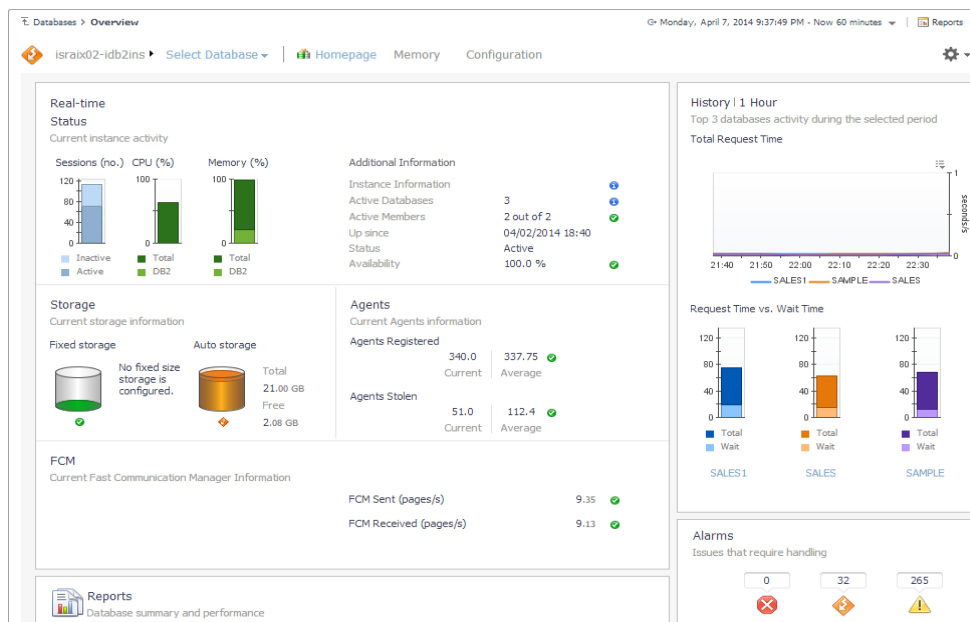 Databases > Overview
Monday, April 7, 2014 9:37:49 PM - Now 60 minutes
Reports
israix02-idb2ins
Select Database
Homepage
Memory
Configuration
Real-time
Status
Current instance activity
Sessions (no.)
CPU (%)
Memory (%)
120
80
40
0
100
0
100
0
Inactive
Active
Total
DB2
Total
DB2
Additional Information
Instance Information
Active Databases 3
Active Members 2 out of 2
Up since 04/02/2014 18:40
Status Active
Availability 100.0 %
Storage
Current storage information
Fixed storage
No fixed size
storage is
configured.
Auto storage
Total
21.00 GB
Free
2.08 GB
Agents
Current Agents information
Agents Registered
340.0 337.75
Current Average
Agents Stolen
51.0 112.4
Current Average
FCM
Current Fast Communication Manager Information
FCM Sent (pages/s) 9.35
FCM Received (pages/s) 9.13
Reports
Database summary and performance
History | 1 Hour
Top 3 databases activity during the selected period
Total Request Time
1
0
seconds/s
21:40 21:50 22:00 22:10 22:20 22:30
SALES1 SAMPLE SALES
Request Time vs. Wait Time
120
80
40
0
Total
Wait
SALES1
120
80
40
0
Total
Wait
SALES
120
80
40
0
Total
Wait
SAMPLE
Alarms
Issues that require handling
0 32 265